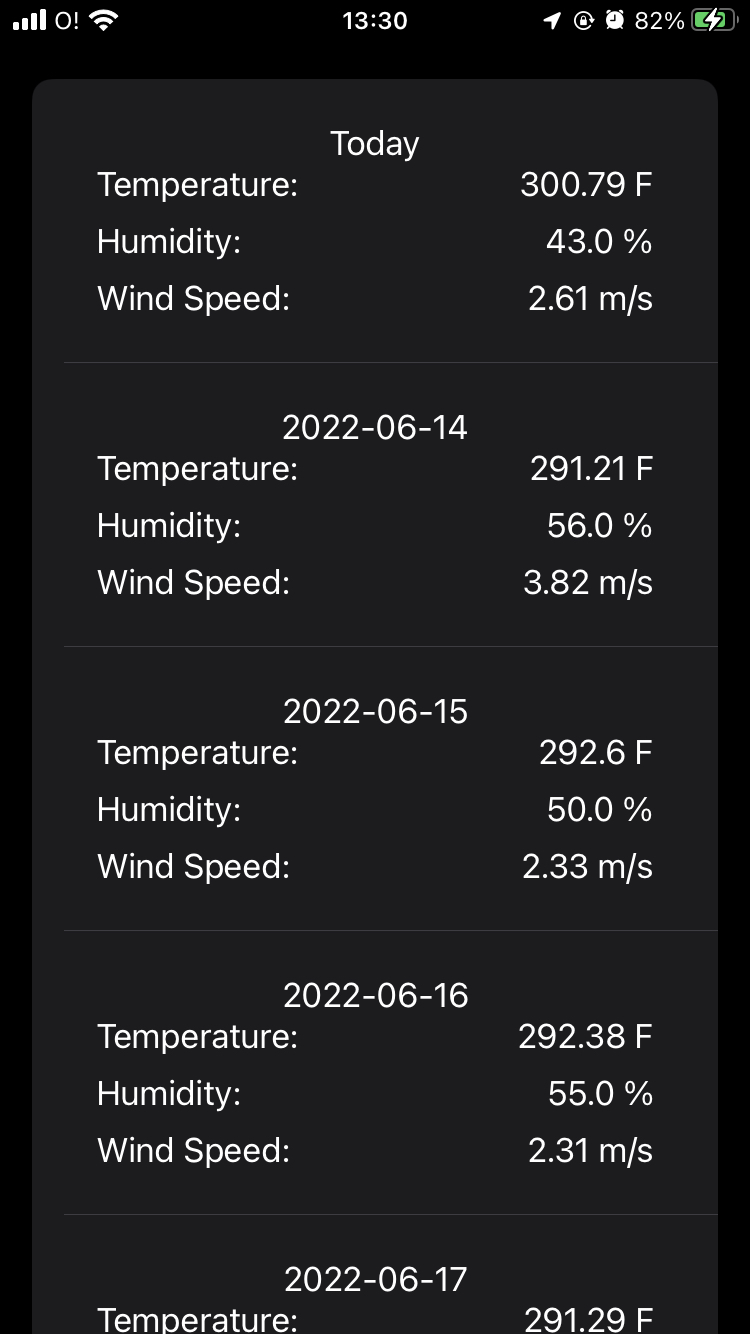 O! 13:30 82%
Today
Temperature: 300.79 F
Humidity: 43.0 %
Wind Speed: 2.61 m/s
2022-06-14
Temperature: 291.21 F
Humidity: 56.0 %
Wind Speed: 3.82 m/s
2022-06-15
Temperature: 292.6 F
Humidity: 50.0 %
Wind Speed: 2.33 m/s
2022-06-16
Temperature: 292.38 F
Humidity: 55.0 %
Wind Speed: 2.31 m/s
2022-06-17
Temperature: 291.29 F